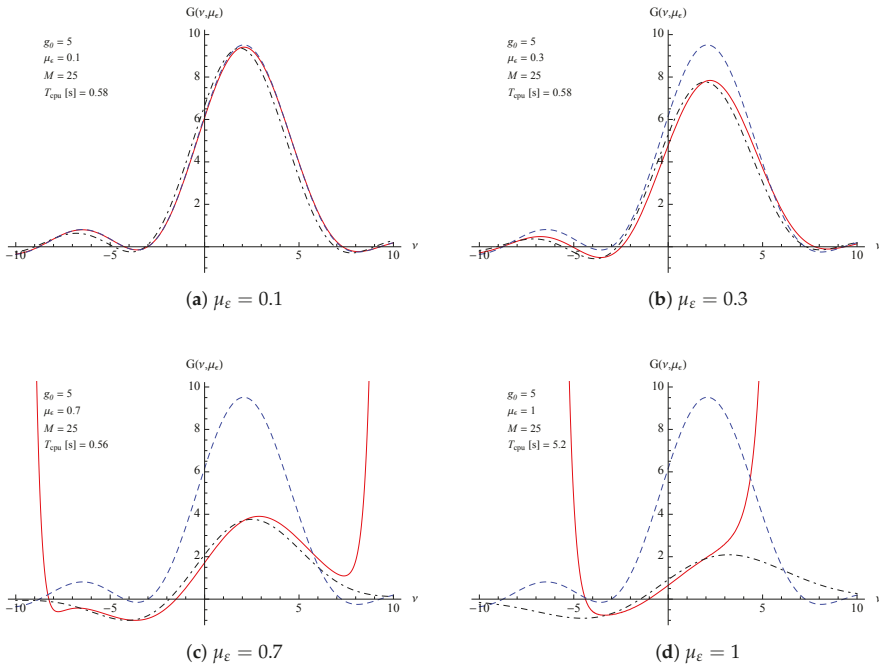 G(ν,μϵ)
g0 = 5
μϵ = 0.1
M = 25
Tcpu [s] = 0.58
10
8
6
4
2
−10
−5
5
10
ν
(a) με = 0.1
G(ν,μϵ)
g0 = 5
μϵ = 0.3
M = 25
Tcpu [s] = 0.58
10
8
6
4
2
−10
−5
5
10
ν
(b) με = 0.3
G(ν,μϵ)
g0 = 5
μϵ = 0.7
M = 25
Tcpu [s] = 0.56
10
8
6
4
2
−10
−5
5
10
ν
(c) με = 0.7
G(ν,μϵ)
g0 = 5
μϵ = 1
M = 25
Tcpu [s] = 5.2
10
8
6
4
2
−10
−5
5
10
ν
(d) με = 1